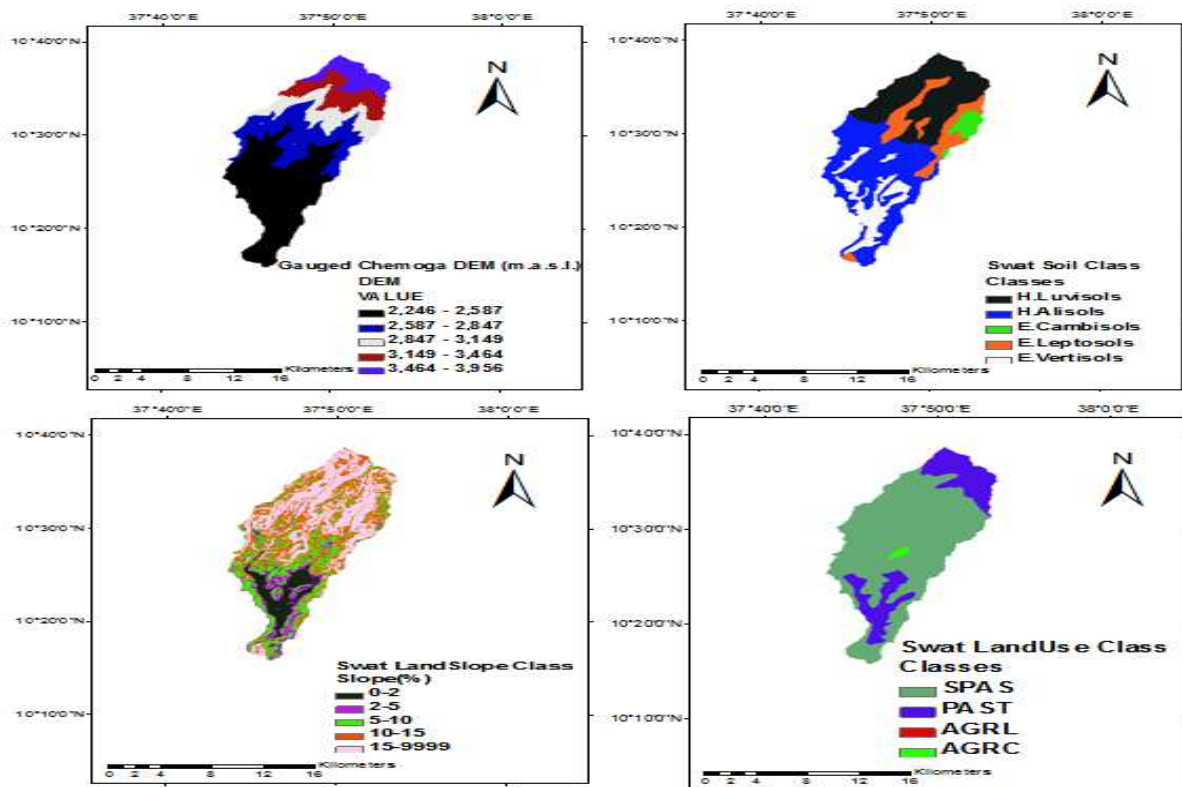 37°40'0"E 37°50'0"E 38°0'0"E
10°40'0"N
10°30'0"N
10°20'0"N
10°10'0"N
N
Gauged Chemoga DEM (m.a.s.l.)
DEM
VALUE
2,246 - 2,587
2,587 - 2,847
2,847 - 3,149
3,149 - 3,464
3,464 - 3,956
Kilometers
0 2 4 8 12 16
37°40'0"E 37°50'0"E 38°0'0"E
10°40'0"N
10°30'0"N
10°20'0"N
10°10'0"N
N
Swat Soil Class
Classes
H.Luvisols
H.Alisols
E.Cambisols
E.Leptosols
E.Vertisols
Kilometers
0 2 4 8 12 16
37°40'0"E 37°50'0"E 38°0'0"E
10°40'0"N
10°30'0"N
10°20'0"N
10°10'0"N
N
Swat LandSlope Class
Slope(%)
0-2
2-5
5-10
10-15
15-9999
Kilometers
0 2 4 8 12 16
37°40'0"E 37°50'0"E 38°0'0"E
10°40'0"N
10°30'0"N
10°20'0"N
10°10'0"N
N
Swat LandUse Class
Classes
SPAS
PAST
AGRL
AGRC
Kilometers
0 2 4 8 12 16